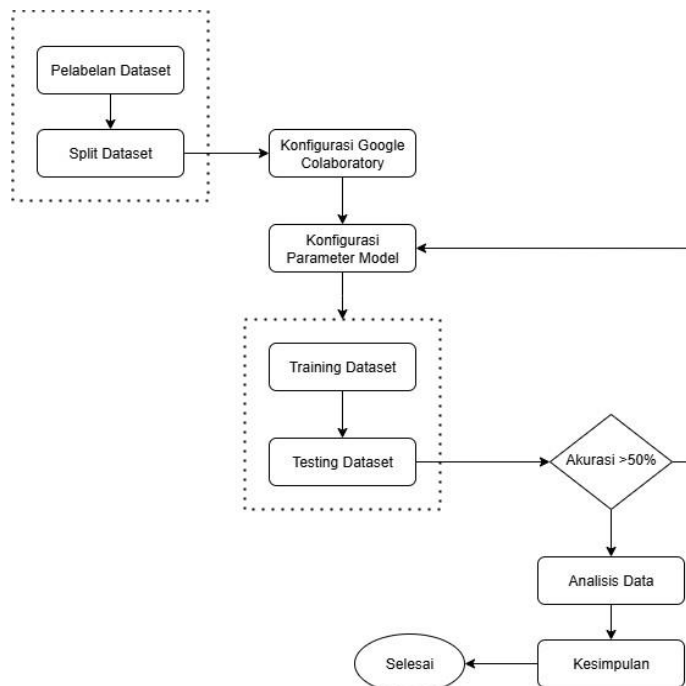 Pelabelan Dataset
Split Dataset
Konfigurasi Google
Colaboratory
Konfigurasi
Parameter Model
Training Dataset
Testing Dataset
Akurasi >50%
Analisis Data
Kesimpulan
Selesai